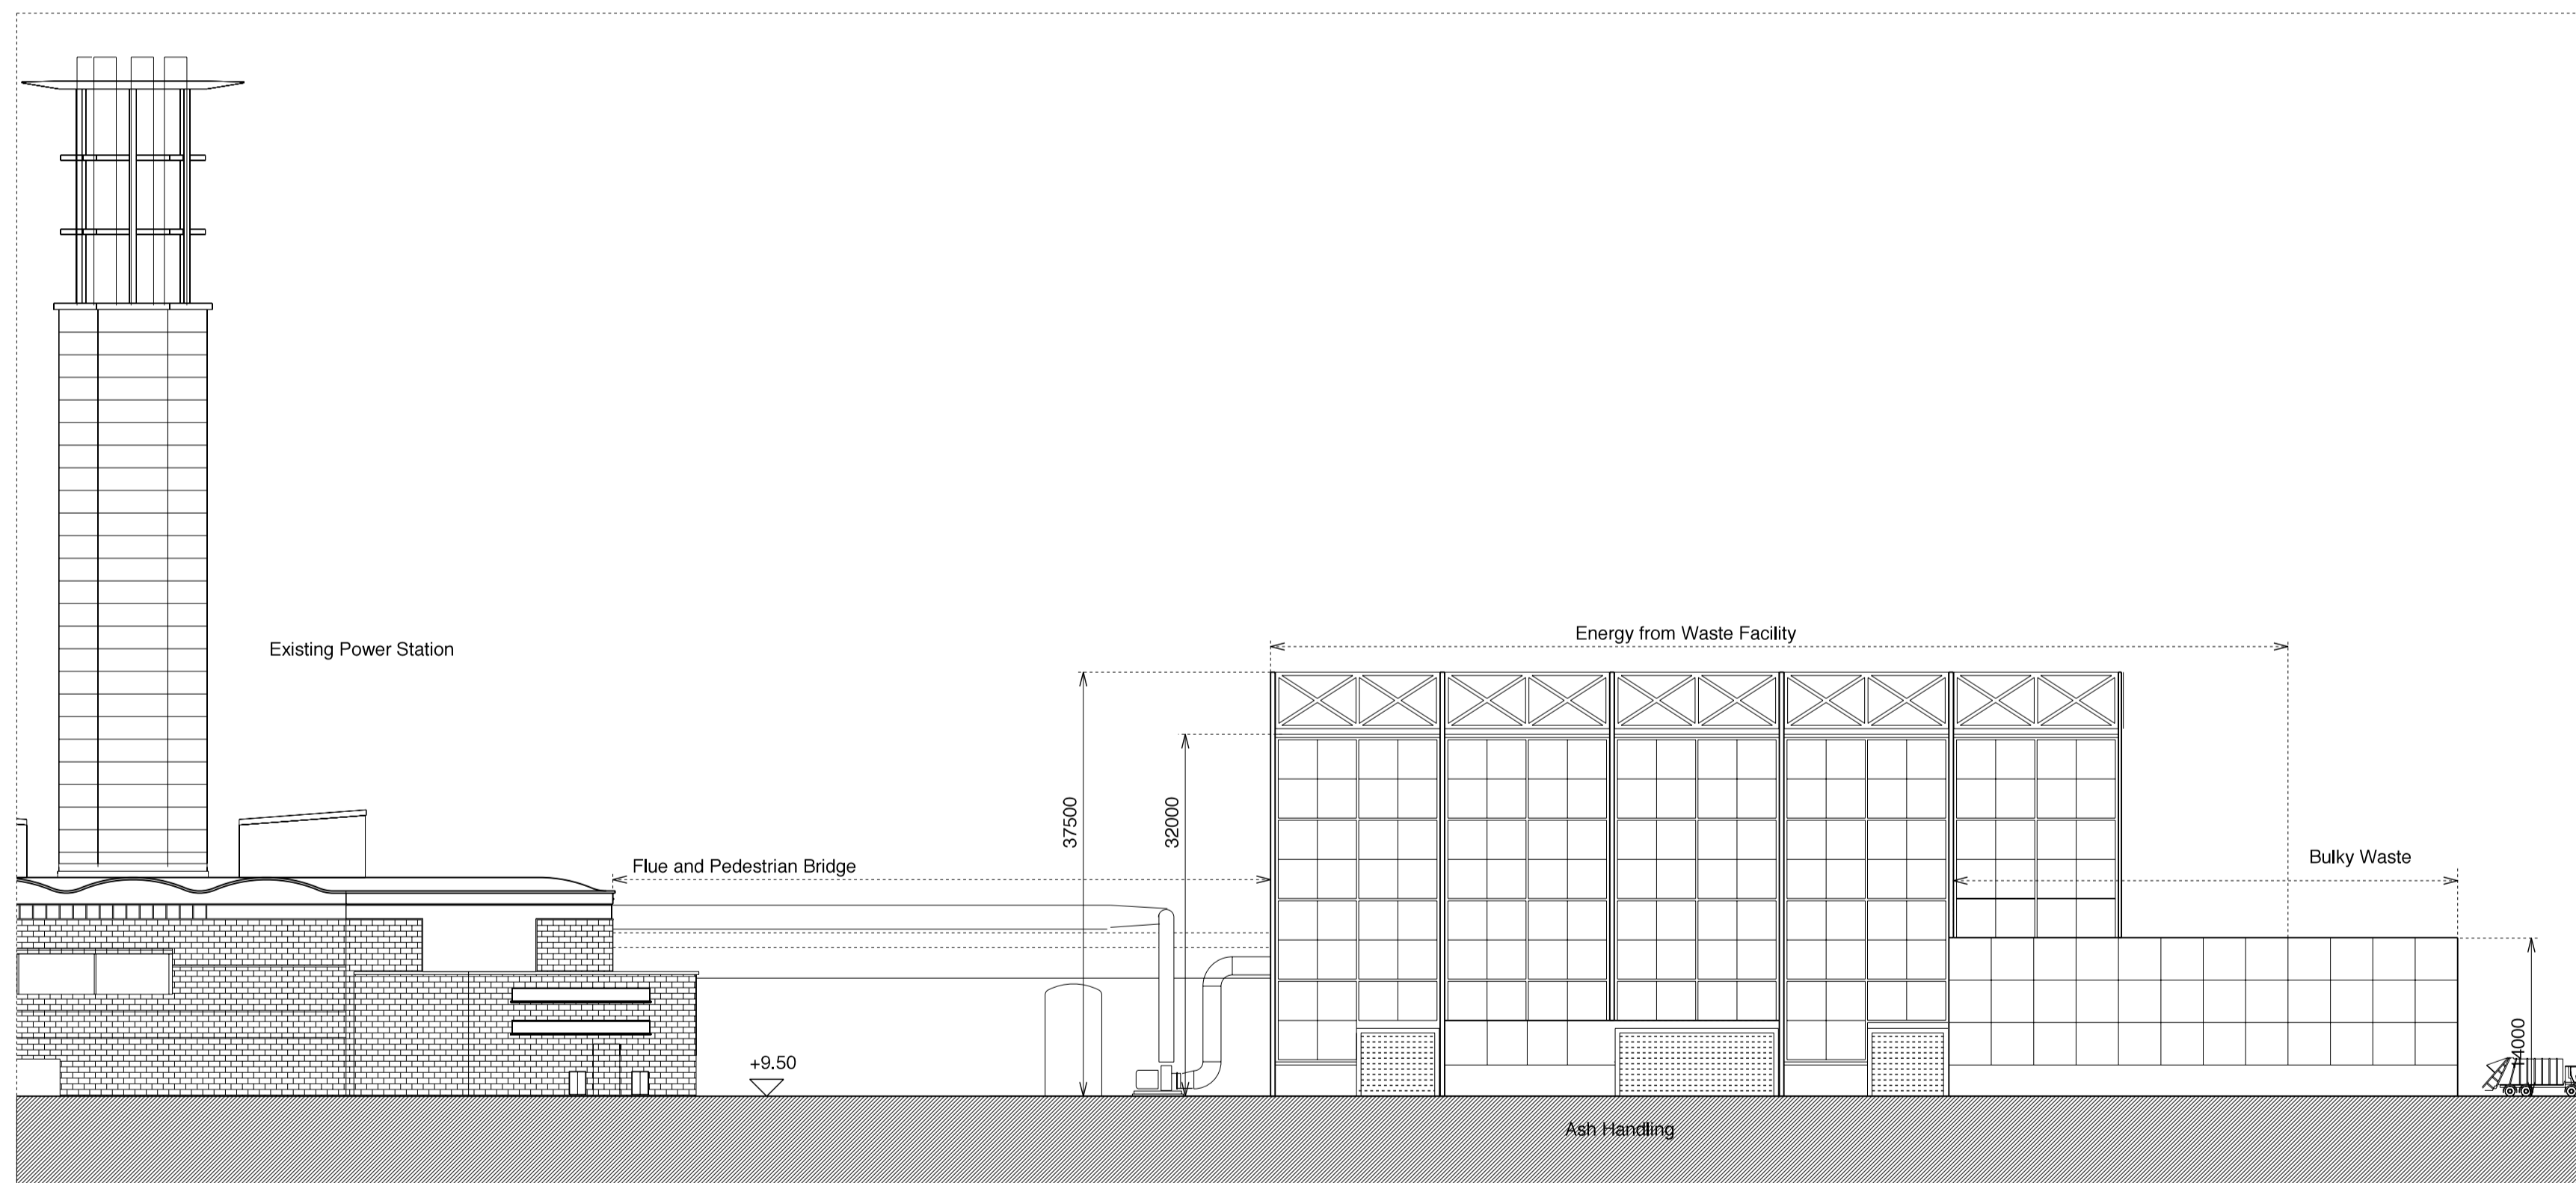 Existing Power Station
Energy from Waste Facility
37500
32000
Flue and Pedestrian Bridge
Bulky Waste
+9.50
14000
Ash Handling